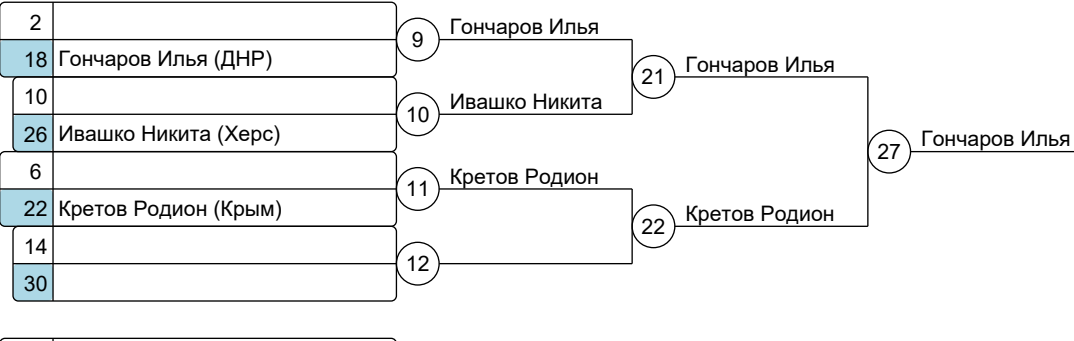 2
18 Гончаров Илья (ДНР)
10
26 Ивашко Никита (Херс)
6
22 Кретов Родион (Крым)
14
30
9
10
11
12
Гончаров Илья
Ивашко Никита
Кретов Родион
21
22
Гончаров Илья
Кретов Родион
27
Гончаров Илья